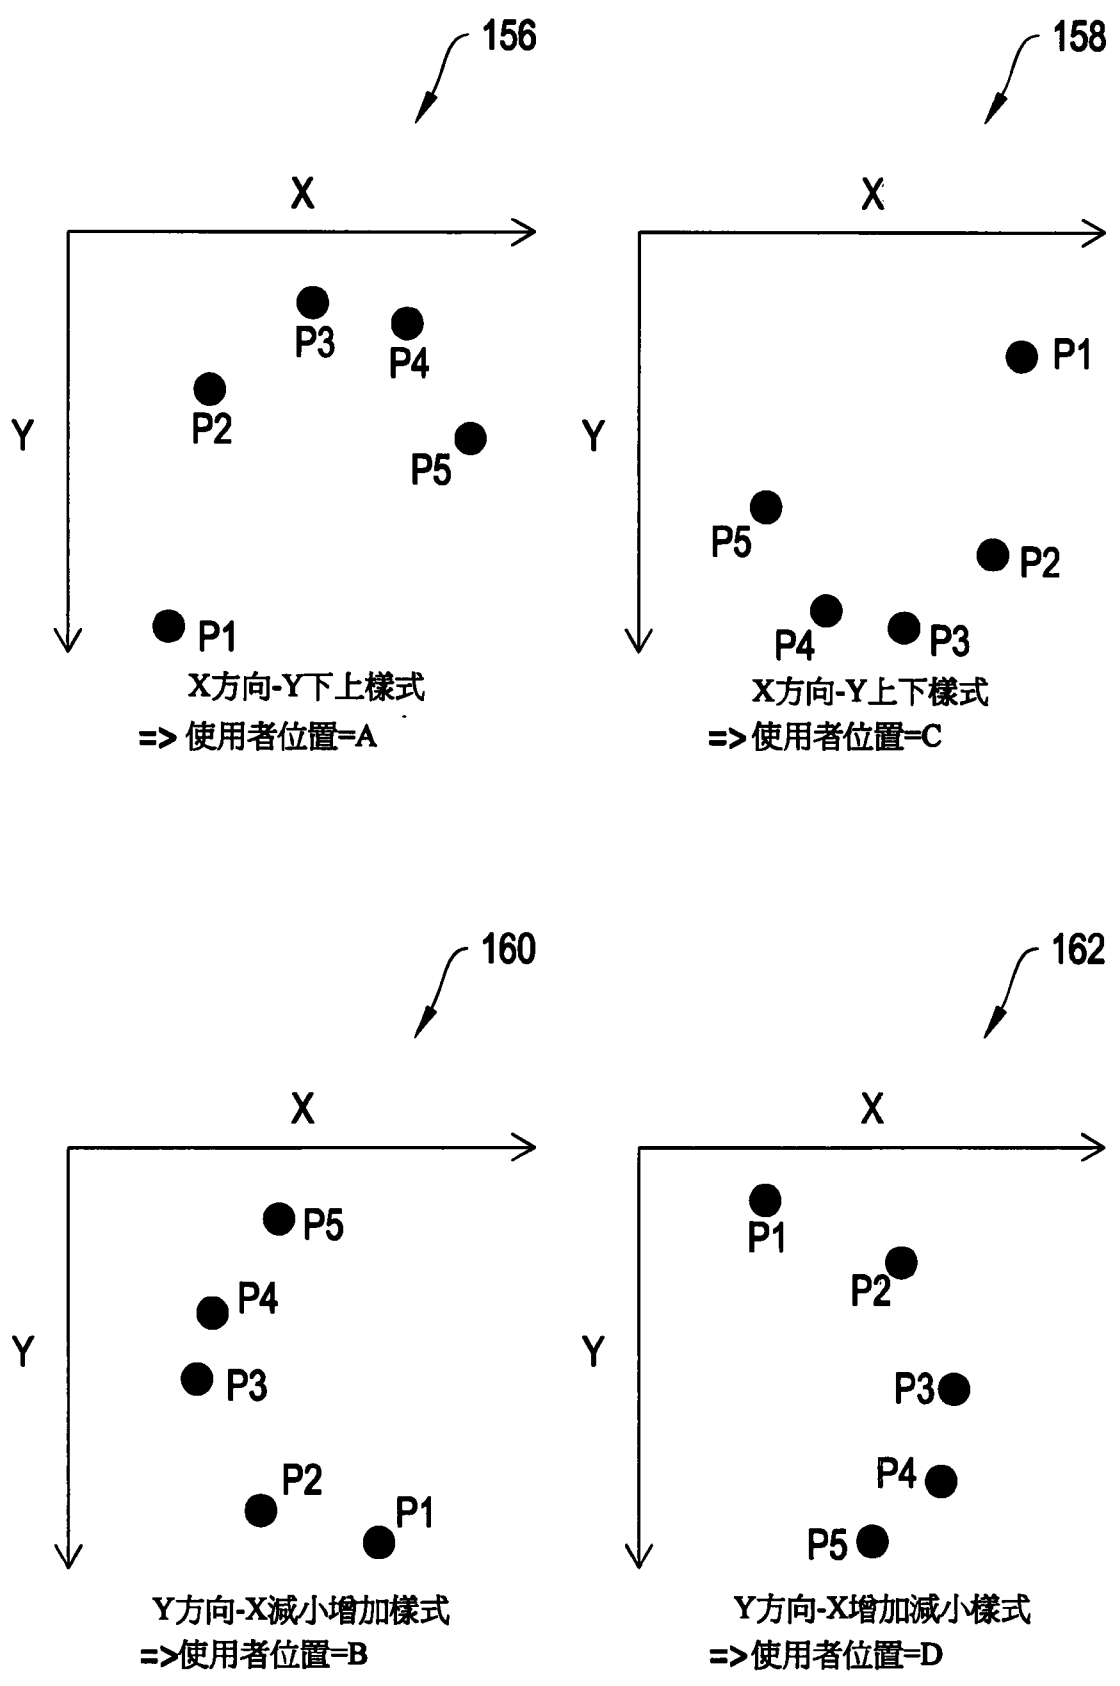 156
X
Y
P3
P4
P2
P5
P1
X方向-Y下上樣式
=> 使用者位置=A
158
X
Y
P1
P5
P2
P4
P3
X方向-Y上下樣式
=> 使用者位置=C
160
X
Y
P5
P4
P3
P2
P1
Y方向-X減小增加樣式
=>使用者位置=B
162
X
Y
P1
P2
P3
P4
P5
Y方向-X增加減小樣式
=>使用者位置=D